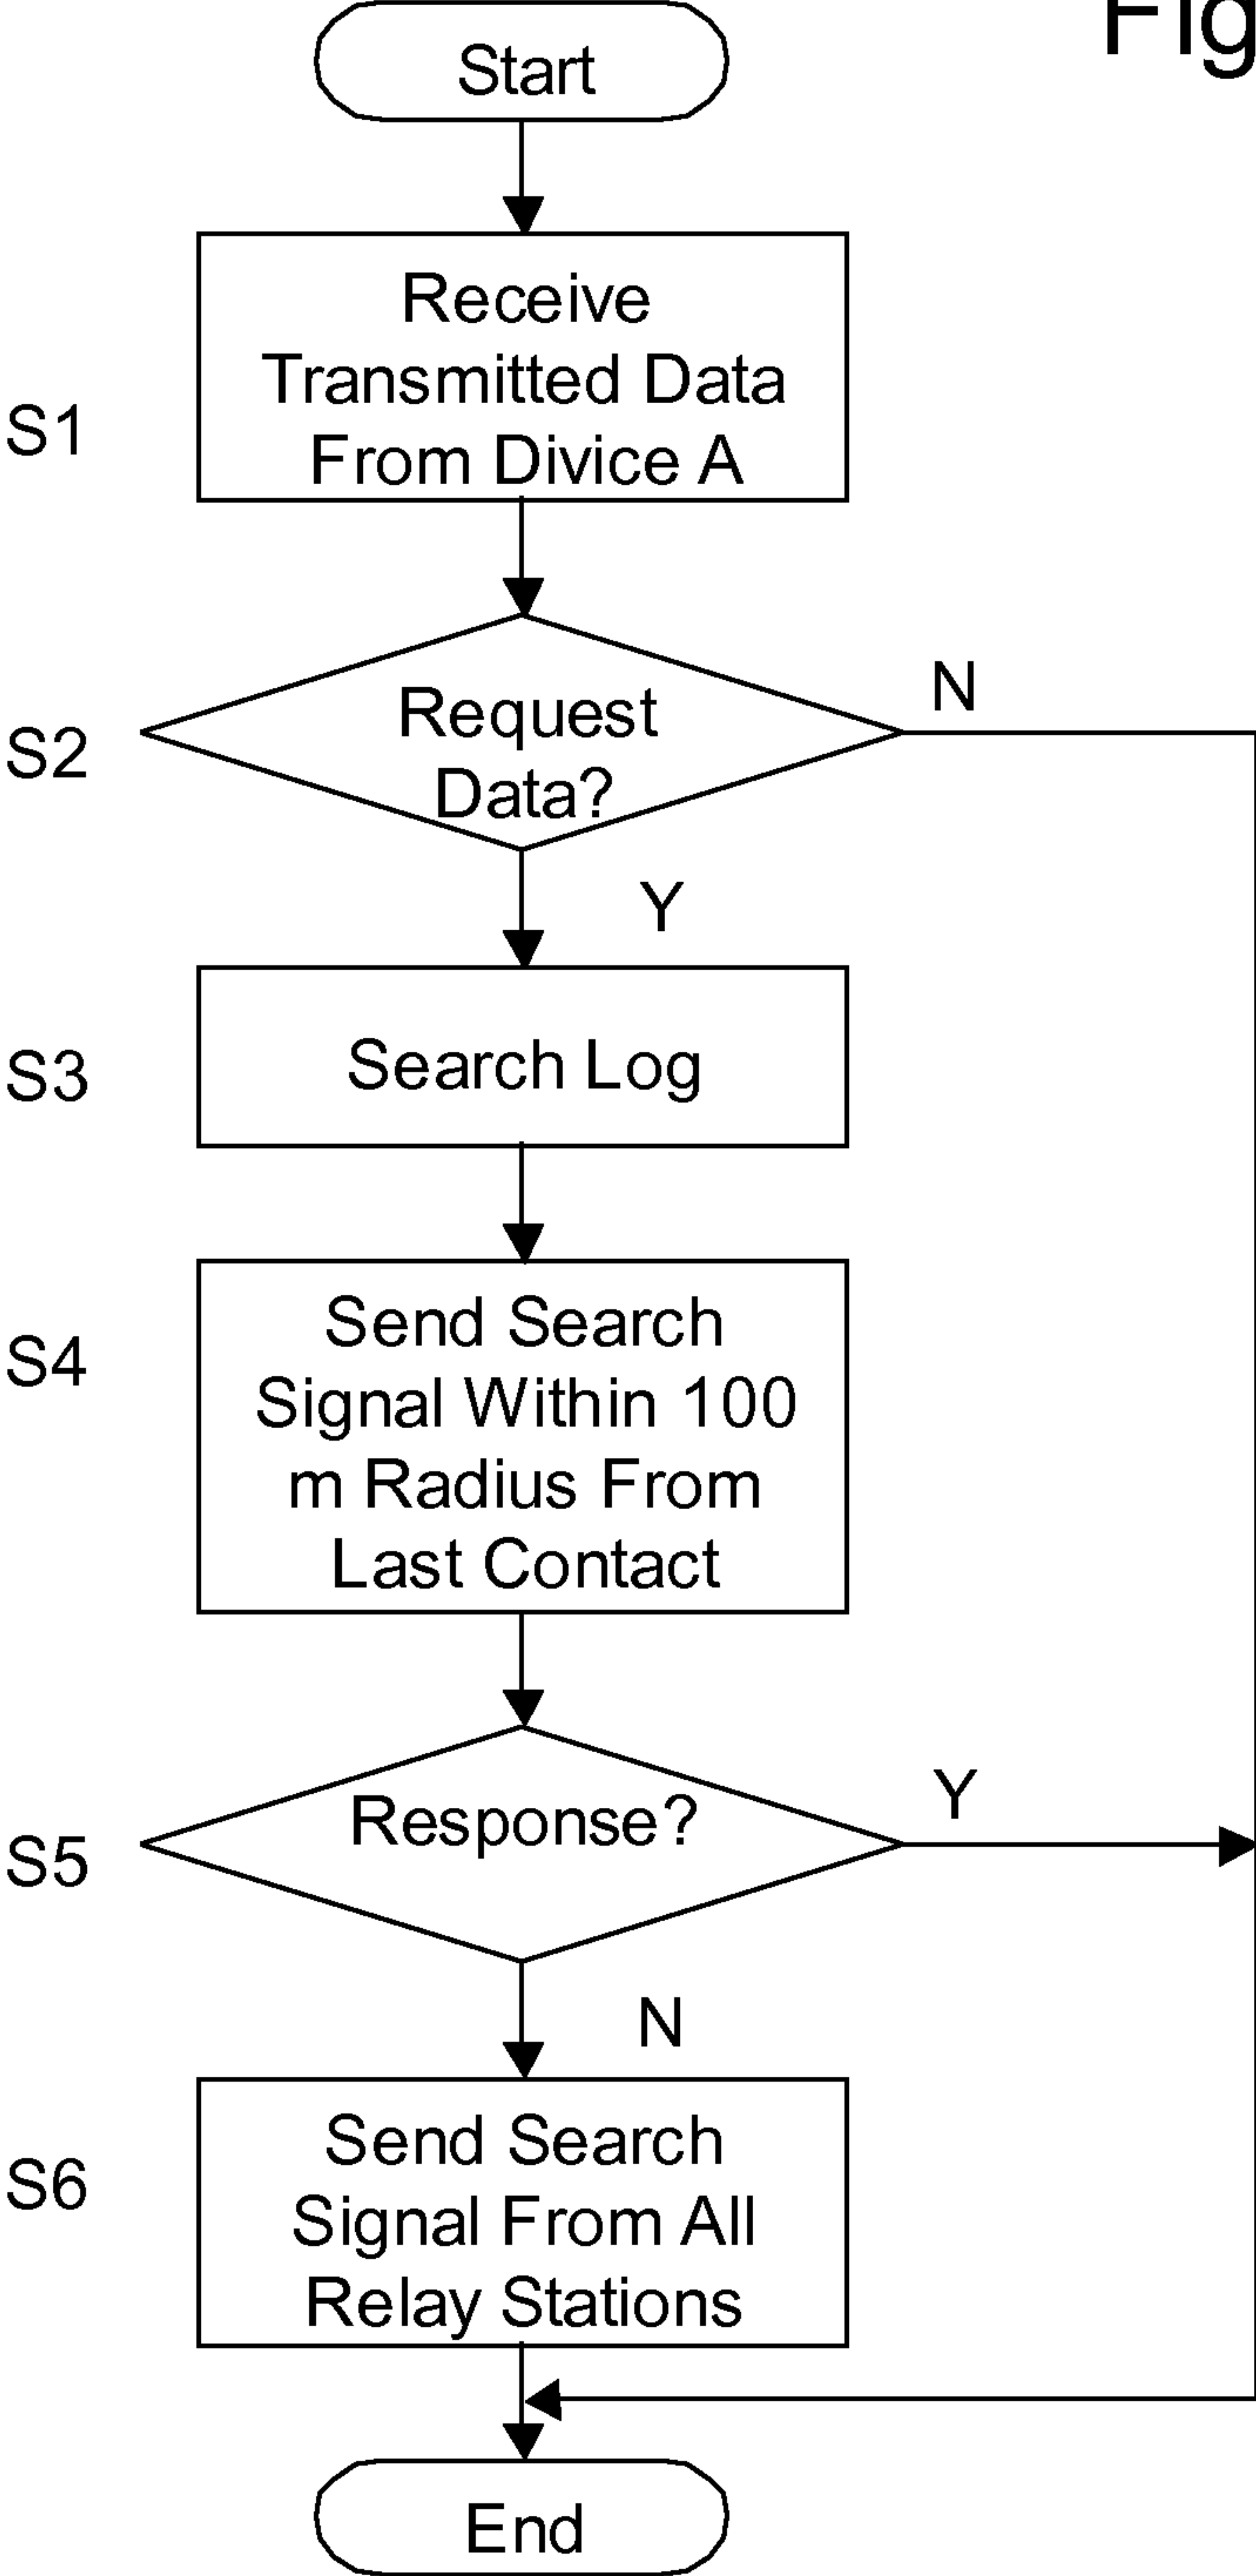 Fig
Start
S1
Receive
Transmitted Data
From Divice A
S2
Request
Data?
N
Y
S3
Search Log
S4
Send Search
Signal Within 100
m Radius From
Last Contact
S5
Response?
Y
N
S6
Send Search
Signal From All
Relay Stations
End